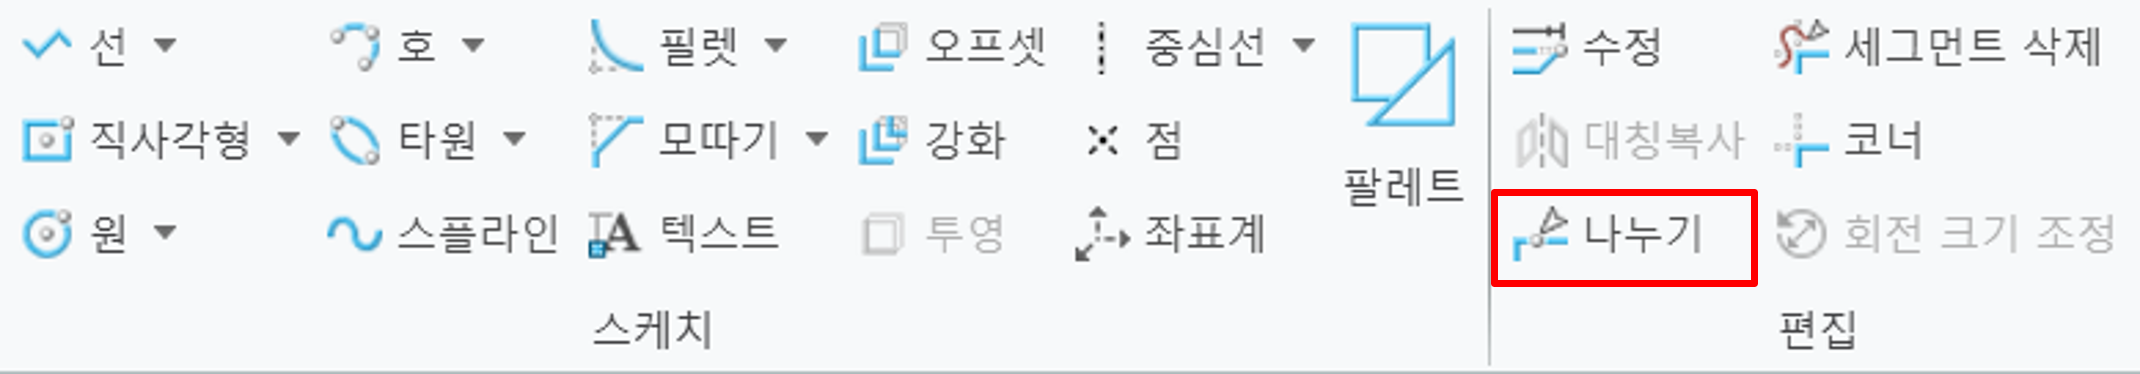 선 호 필렛 오프셋 중심선 수정 세그먼트 삭제
직사각형 타원 모따기 강화 점 대칭복사 코너
팔레트
원 스플라인 텍스트 투영 좌표계 나누기 회전 크기 조정
스케치 편집